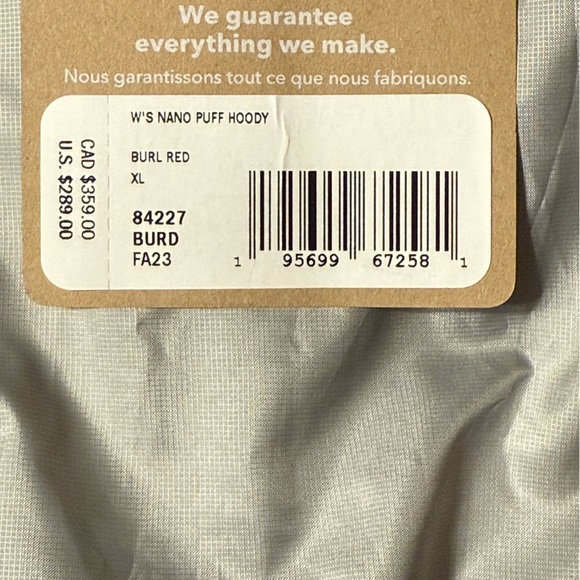 We guarantee
everything we make.
Nous garantissons tout ce que nous fabriquons.
W'S NANO PUFF HOODY
BURL RED
XL
84227
BURD
FA23
CAD $359.00
U.S. $289.00
1 95699 67258 1